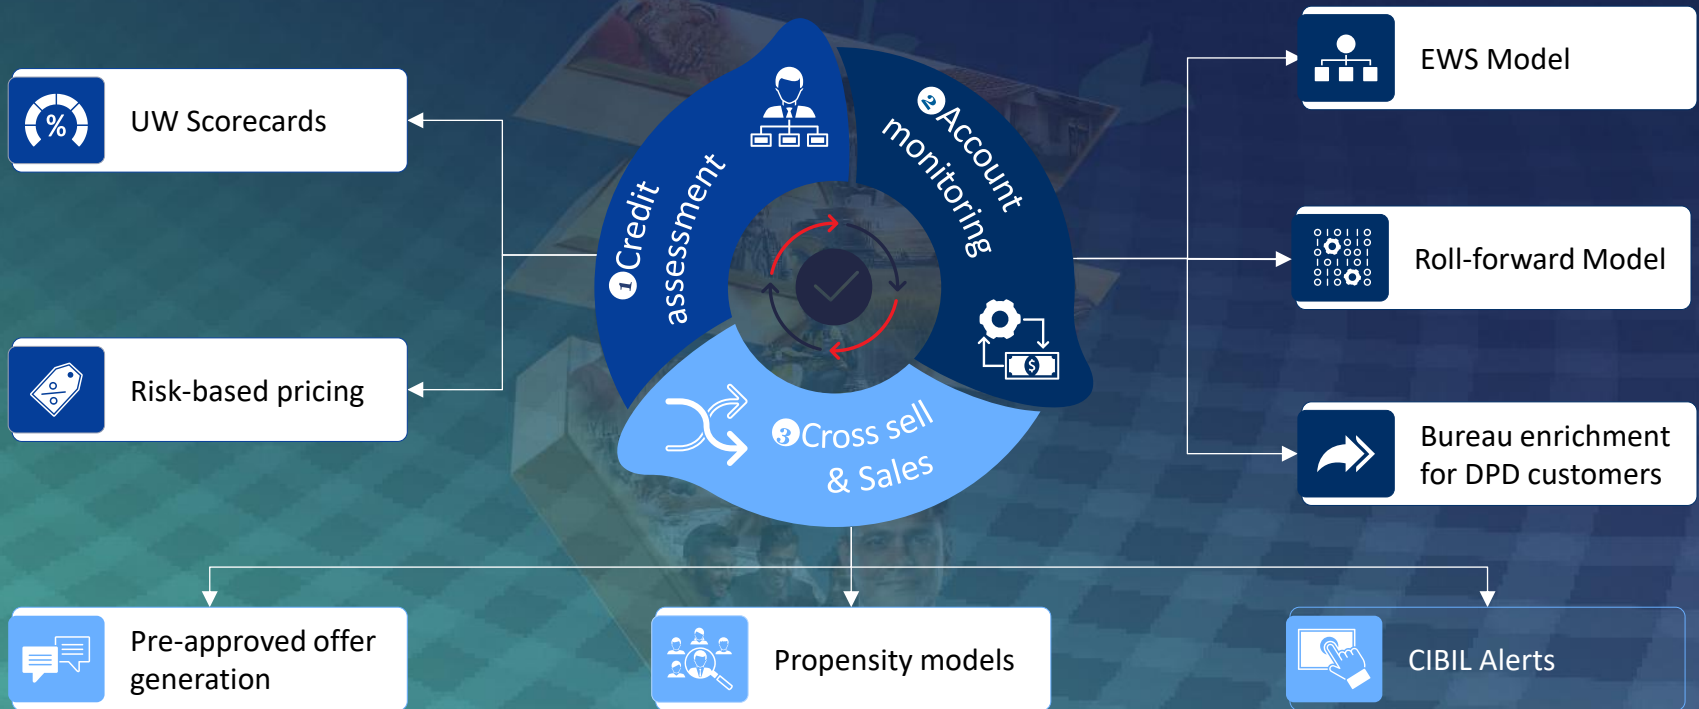 UW Scorecards
Risk-based pricing
1 Credit
assessment
2 Account
monitoring
3 Cross sell
& Sales
EWS Model
Roll-forward Model
Bureau enrichment
for DPD customers
Pre-approved offer
generation
Propensity models
CIBIL Alerts